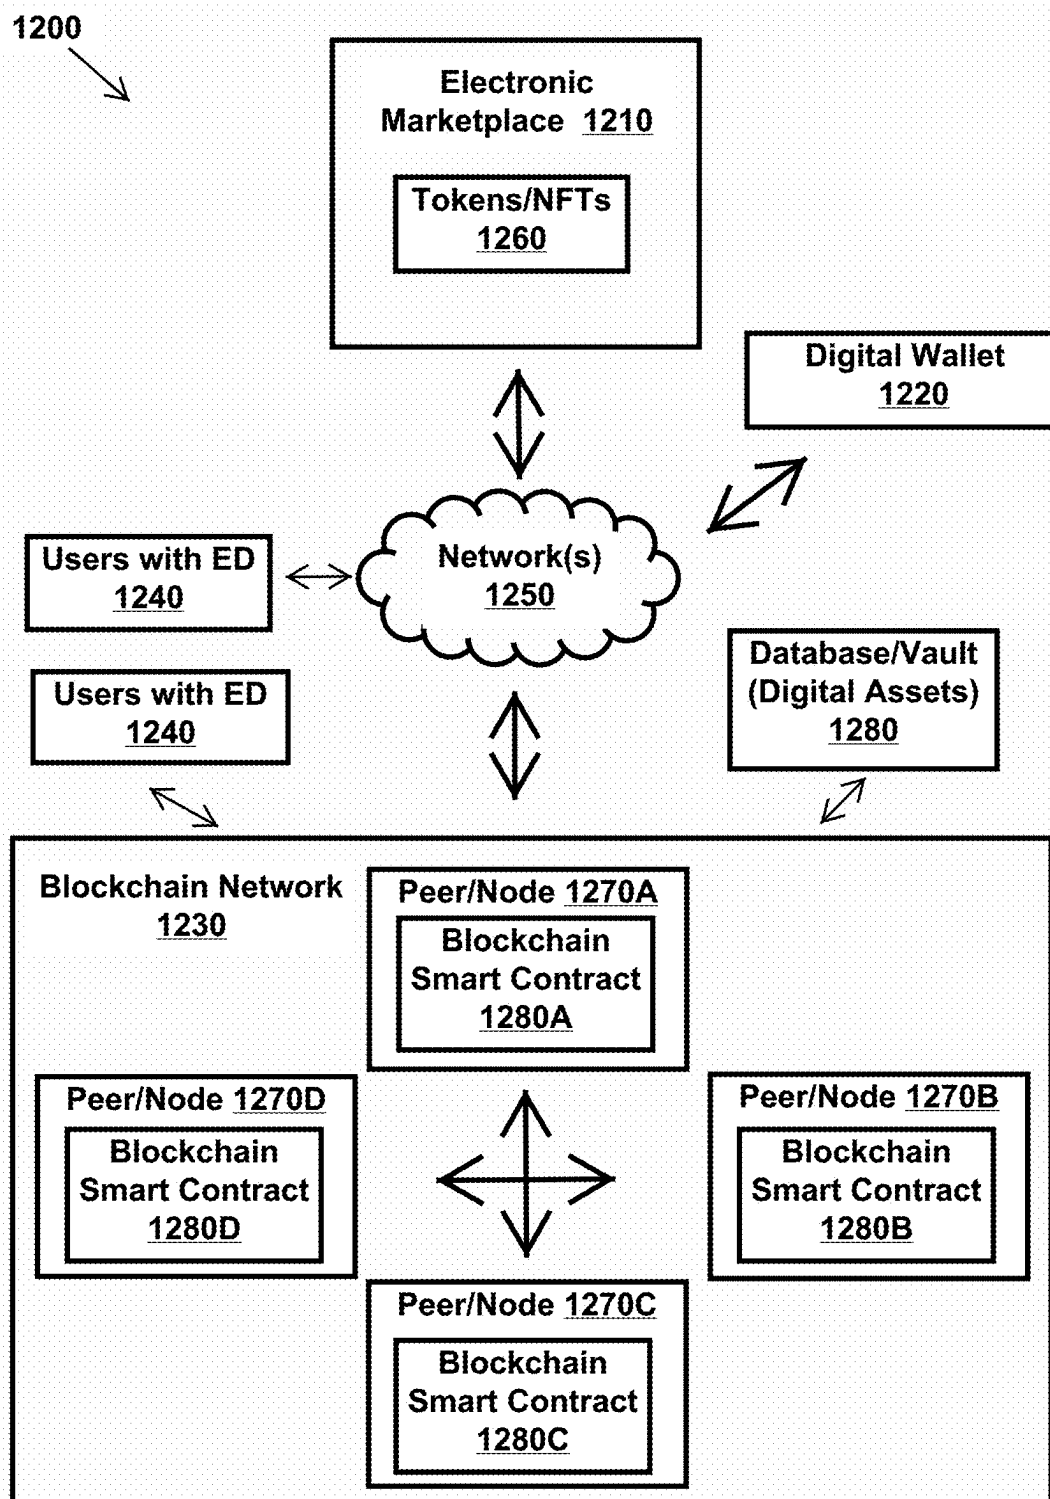 1200
Electronic
Marketplace 1210
Tokens/NFTs
1260
Digital Wallet
1220
Network(s)
1250
Users with ED
1240
Users with ED
1240
Database/Vault
(Digital Assets)
1280
Blockchain Network
1230
Peer/Node 1270A
Blockchain
Smart Contract
1280A
Peer/Node 1270D
Blockchain
Smart Contract
1280D
Peer/Node 1270B
Blockchain
Smart Contract
1280B
Peer/Node 1270C
Blockchain
Smart Contract
1280C